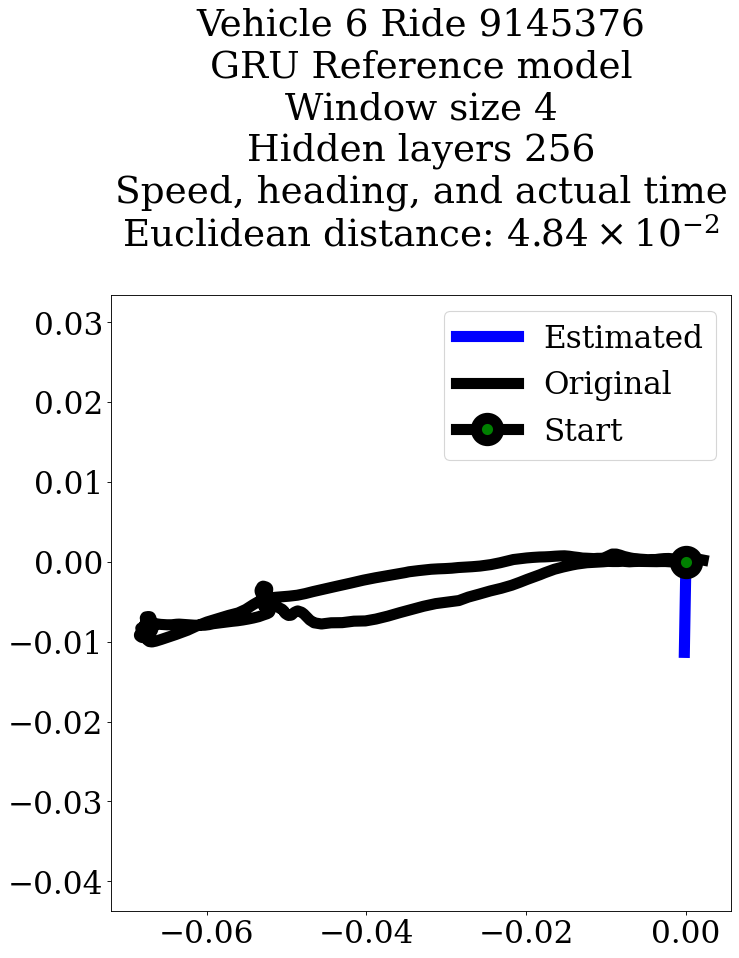 Vehicle 6 Ride 9145376
GRU Reference model
Window size 4
Hidden layers 256
Speed, heading, and actual time
Euclidean distance: 4.84 × 10⁻²
Estimated
Original
Start
0.03
0.02
0.01
0.00
−0.01
−0.02
−0.03
−0.04
−0.06
−0.04
−0.02
0.00